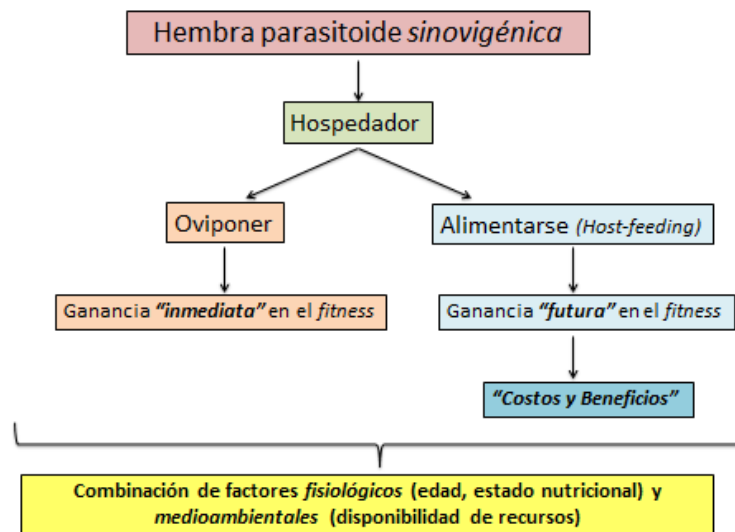 Hembra parasitoide sinovigénica
Hospedador
Oviponer
Alimentarse (Host-feeding)
Ganancia "inmediata" en el fitness
Ganancia "futura" en el fitness
"Costos y Beneficios"
Combinación de factores fisiológicos (edad, estado nutricional) y
medioambientales (disponibilidad de recursos)